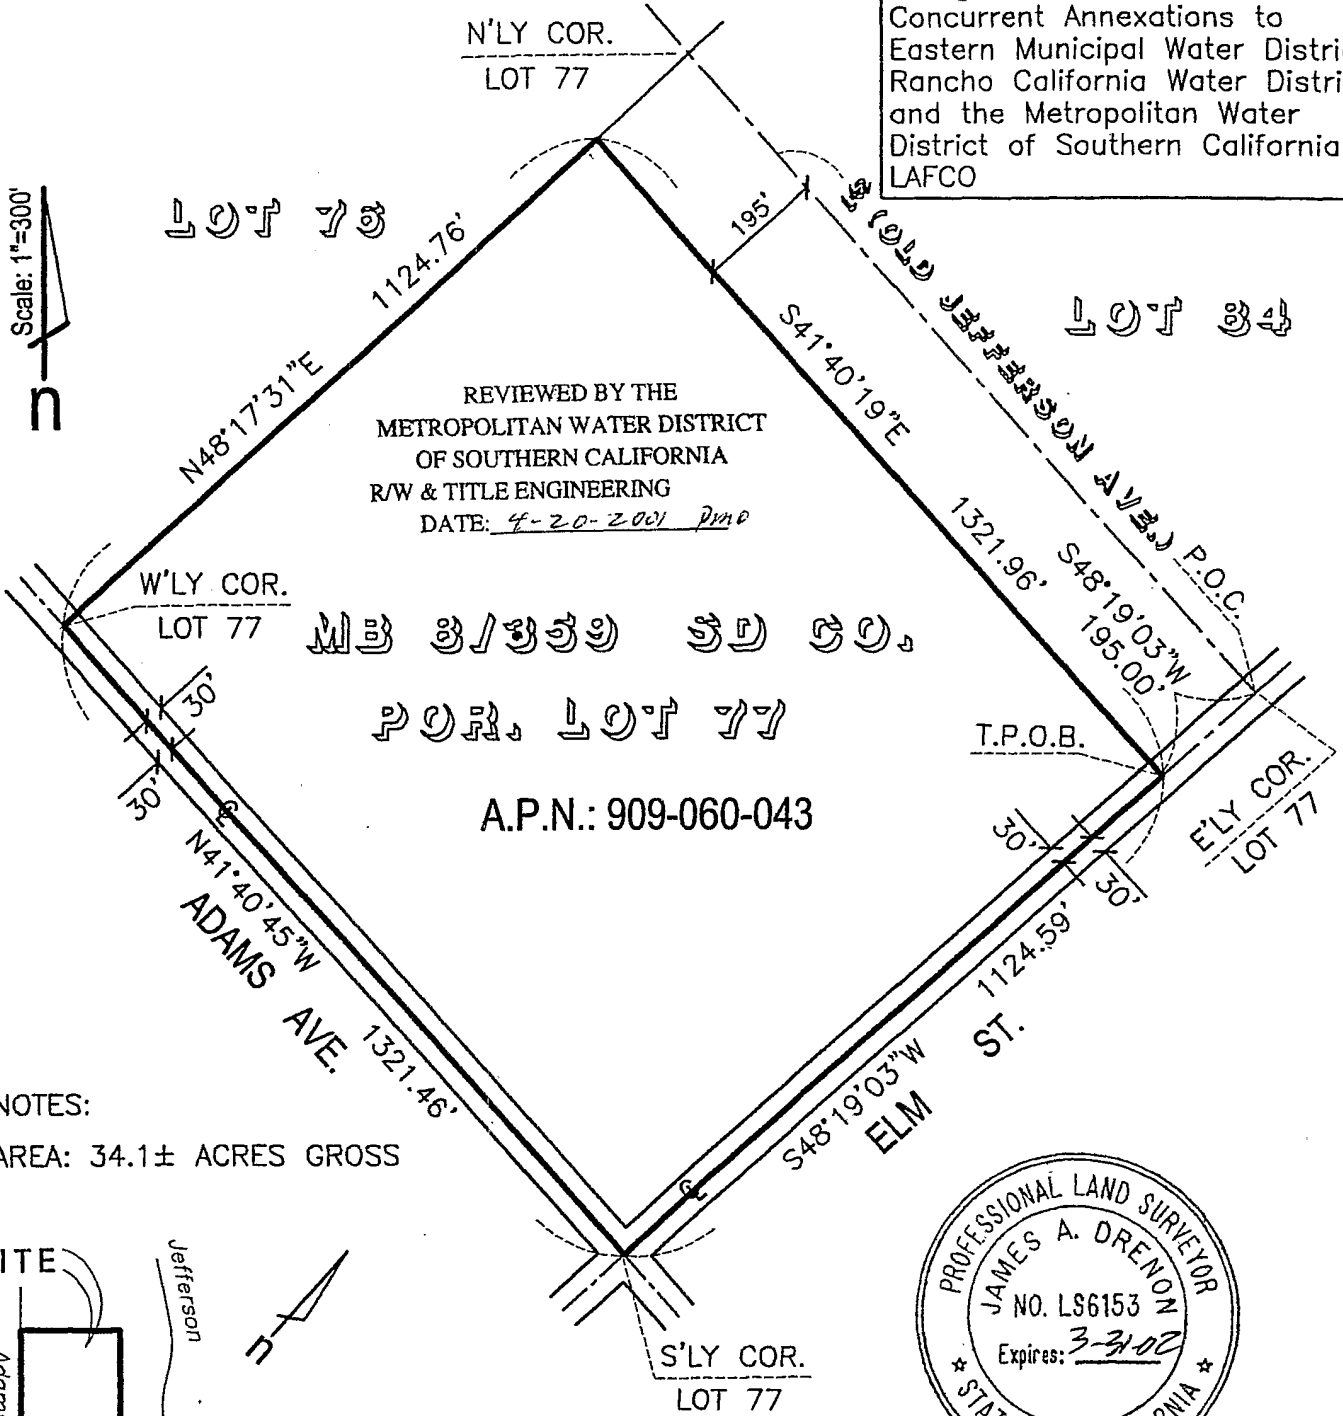 Concurrent Annexations to
Eastern Municipal Water Distri
Rancho California Water Distri
and the Metropolitan Water
District of Southern California
LAFCO
N'LY COR.
LOT 77
Scale: 1"=300'
n
LOT 76
1124.76'
N48°17'31"E
195'
℄ (OLD JEFFERSON AVE.)
LOT 84
S41°40'19"E
1321.96'
REVIEWED BY THE
METROPOLITAN WATER DISTRICT
OF SOUTHERN CALIFORNIA
R/W & TITLE ENGINEERING
DATE: 4-20-2001 pmo
P.O.C.
S48°19'03"W
195.00'
W'LY COR.
LOT 77
MB 8/359 SD CO.
POR. LOT 77
A.P.N.: 909-060-043
T.P.O.B.
E'LY COR.
LOT 77
30'
30'
30'
30'
℄
N41°40'45"W
1321.46'
ADAMS AVE.
1124.59'
S48°19'03"W
ELM ST.
℄
NOTES:
AREA: 34.1± ACRES GROSS
ITE
Jefferson
n
Adams
S'LY COR.
LOT 77
PROFESSIONAL LAND SURVEYOR
JAMES A. DRENON
NO. LS6153
Expires: 3-31-02